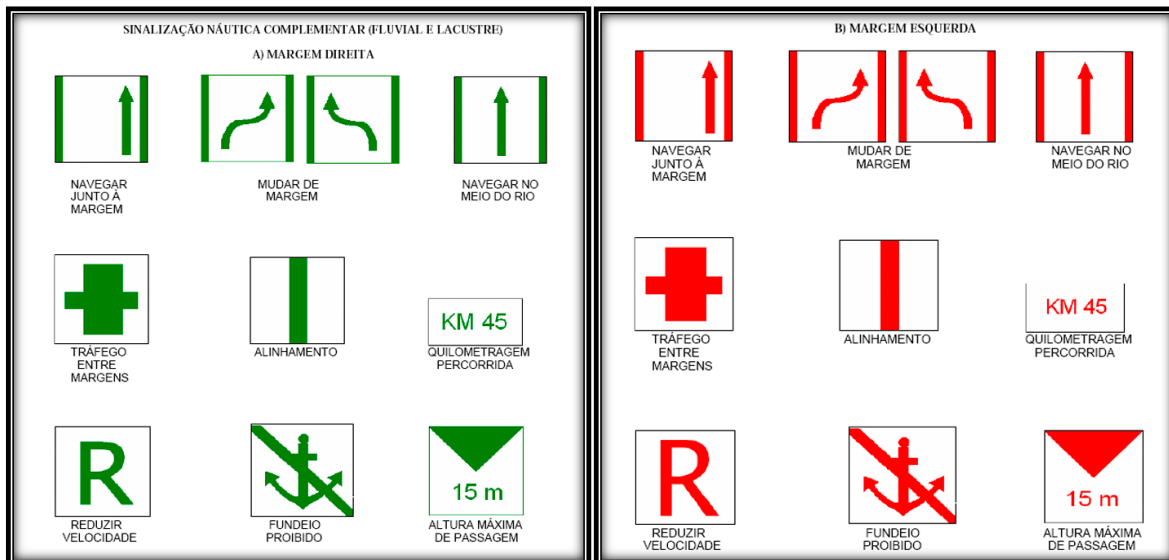 SINALIZAÇÃO NÁUTICA COMPLEMENTAR (FLUVIAL E LACUSTRE)
A) MARGEM DIREITA
NAVEGAR
JUNTO À
MARGEM
MUDAR DE
MARGEM
NAVEGAR NO
MEIO DO RIO
TRÁFEGO
ENTRE
MARGENS
ALINHAMENTO
KM 45
QUILOMETRAGEM
PERCORRIDA
R
REDUZIR
VELOCIDADE
FUNDEIO
PROIBIDO
15 m
ALTURA MÁXIMA
DE PASSAGEM
B) MARGEM ESQUERDA
NAVEGAR
JUNTO À
MARGEM
MUDAR DE
MARGEM
NAVEGAR NO
MEIO DO RIO
TRÁFEGO
ENTRE
MARGENS
ALINHAMENTO
KM 45
QUILOMETRAGEM
PERCORRIDA
R
REDUZIR
VELOCIDADE
FUNDEIO
PROIBIDO
15 m
ALTURA MÁXIMA
DE PASSAGEM